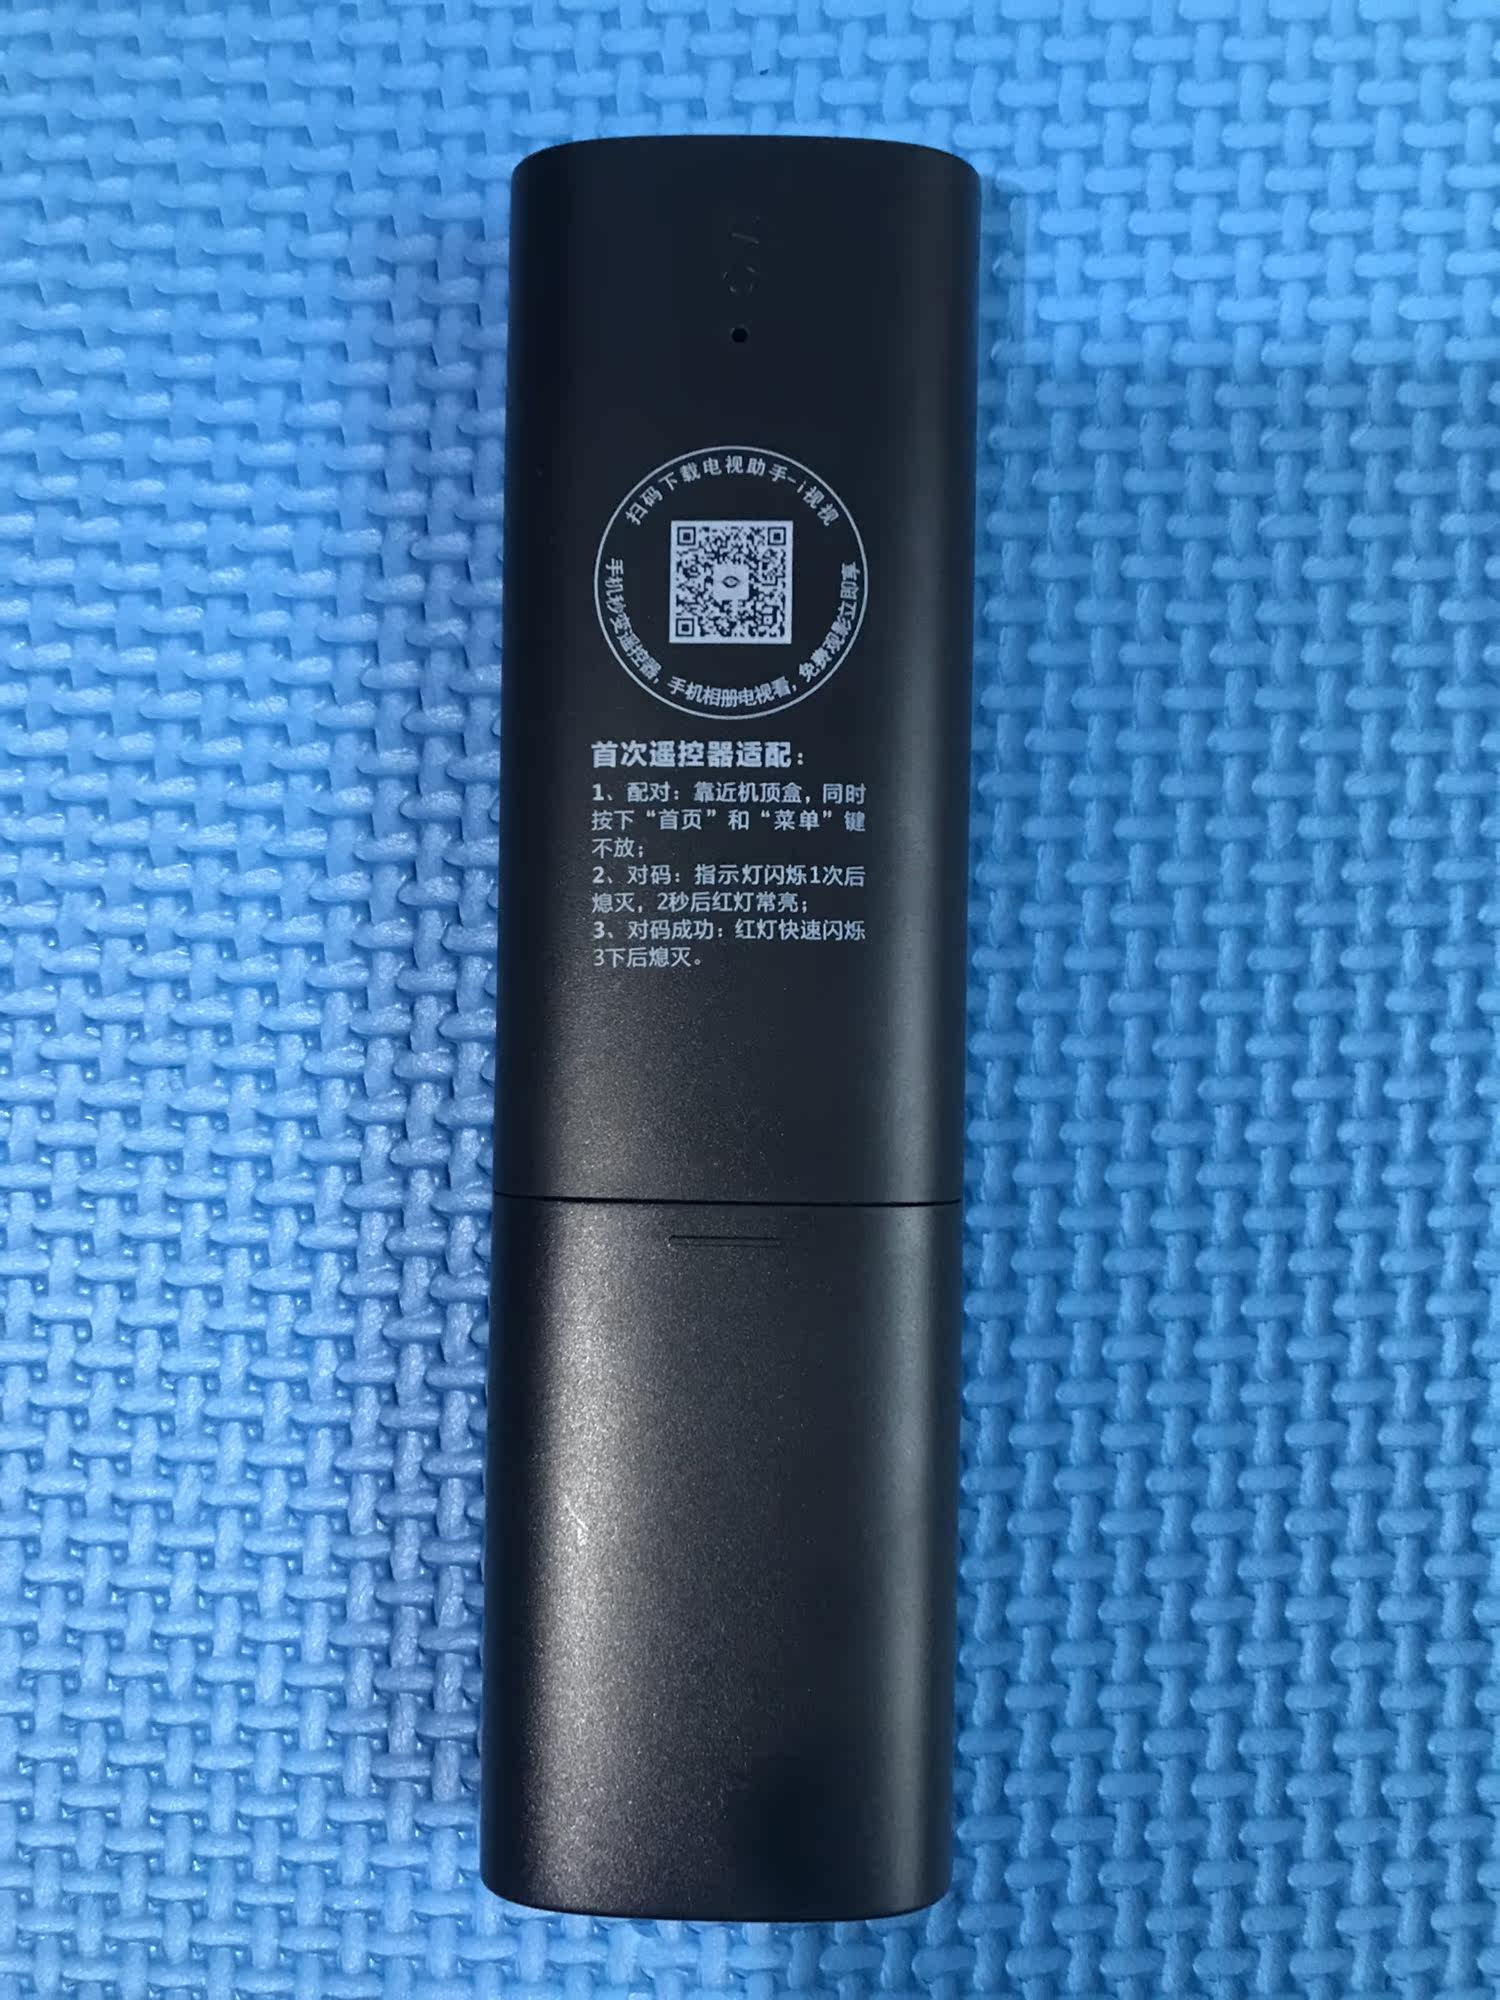 扫码下载电视助手-i视视
手机秒变遥控器，手机相册电视看，免费观影立即享
首次遥控器适配：
1、配对：靠近机顶盒，同时
按下“首页”和“菜单”键
不放；
2、对码：指示灯闪烁1次后
熄灭，2秒后红灯常亮；
3、对码成功：红灯快速闪烁
3下后熄灭。